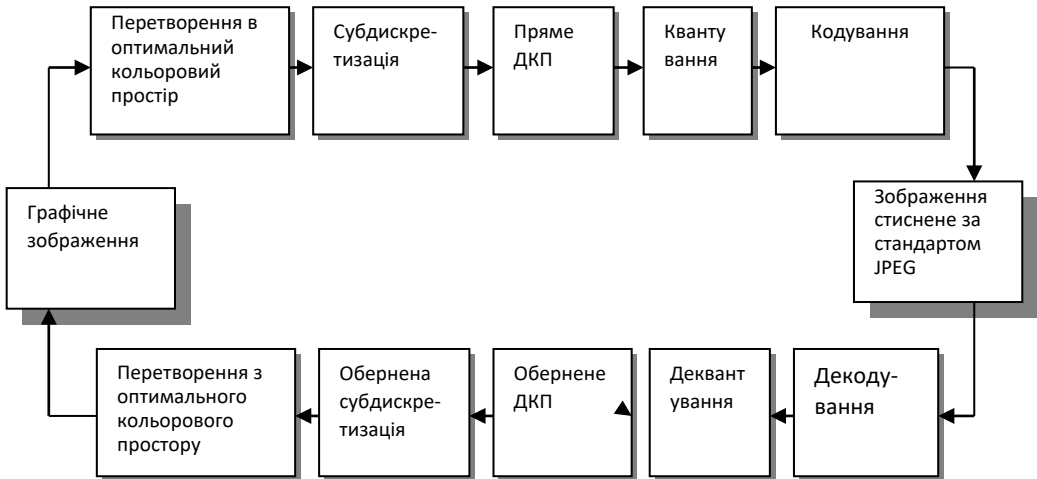 Перетворення в
оптимальний
кольоровий
простір
Субдискре-
тизація
Пряме
ДКП
Кванту
вання
Кодування
Графічне
зображення
Зображення
стиснене за
стандартом
JPEG
Перетворення з
оптимального
кольорового
простору
Обернена
субдискре-
тизація
Обернене
ДКП
Деквант
ування
Декоду-
вання